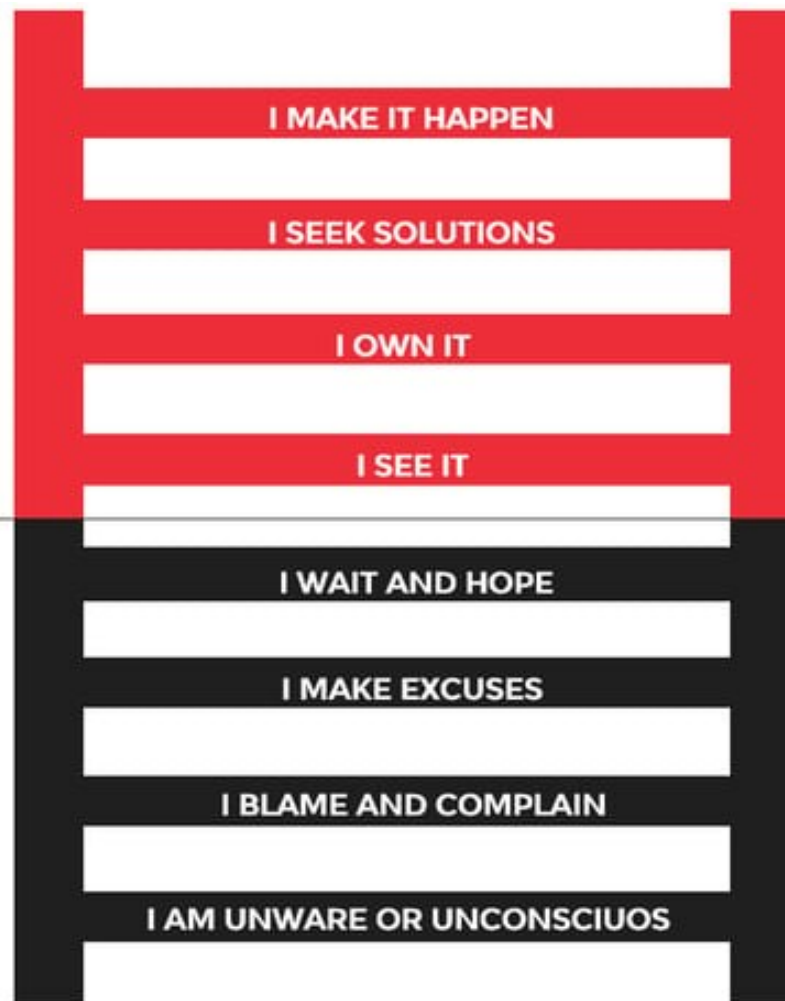 I MAKE IT HAPPEN
I SEEK SOLUTIONS
I OWN IT
I SEE IT
I WAIT AND HOPE
I MAKE EXCUSES
I BLAME AND COMPLAIN
I AM UNWARE OR UNCONSCIUOS